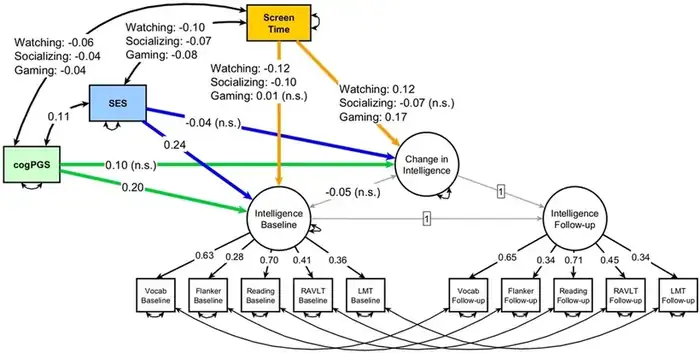 Screen
Time
Watching: -0.06
Socializing: -0.04
Gaming: -0.04
Watching: -0.10
Socializing: -0.07
Gaming: -0.08
Watching: -0.12
Socializing: -0.10
Gaming: 0.01 (n.s.)
Watching: 0.12
Socializing: -0.07 (n.s.)
Gaming: 0.17
SES
0.11
-0.04 (n.s.)
0.24
cogPGS
0.10 (n.s.)
0.20
Change in
Intelligence
-0.05 (n.s.)
1
Intelligence
Baseline
1
Intelligence
Follow-up
0.63
0.28
0.70
0.41
0.36
0.65
0.34
0.71
0.45
0.34
Vocab
Baseline
Flanker
Baseline
Reading
Baseline
RAVLT
Baseline
LMT
Baseline
Vocab
Follow-up
Flanker
Follow-up
Reading
Follow-up
RAVLT
Follow-up
LMT
Follow-up